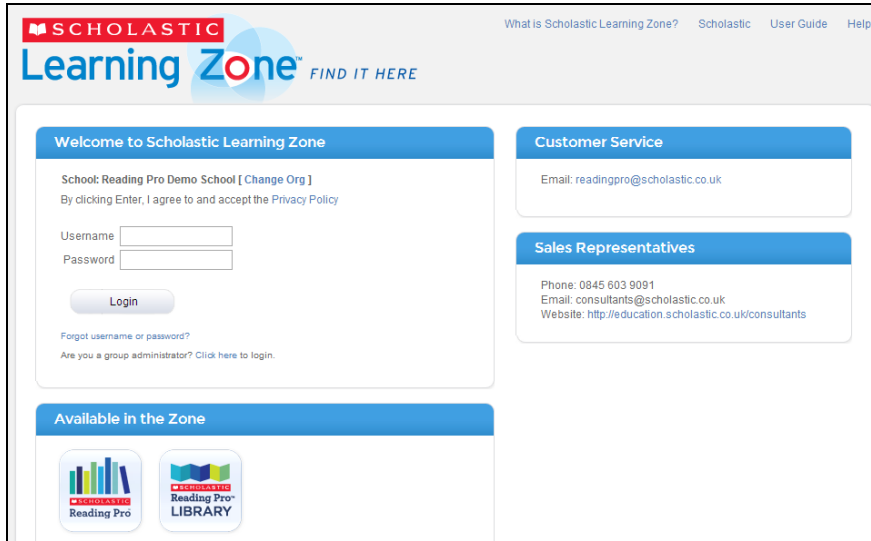 What is Scholastic Learning Zone? Scholastic User Guide Help
SCHOLASTIC
Learning Zone™ FIND IT HERE
Welcome to Scholastic Learning Zone
School: Reading Pro Demo School [ Change Org ]
By clicking Enter, I agree to and accept the Privacy Policy
Username
Password
Login
Forgot username or password?
Are you a group administrator? Click here to login.
Customer Service
Email: readingpro@scholastic.co.uk
Sales Representatives
Phone: 0845 603 9091
Email: consultants@scholastic.co.uk
Website: http://education.scholastic.co.uk/consultants
Available in the Zone
SCHOLASTIC
Reading Pro
SCHOLASTIC
Reading Pro™
LIBRARY